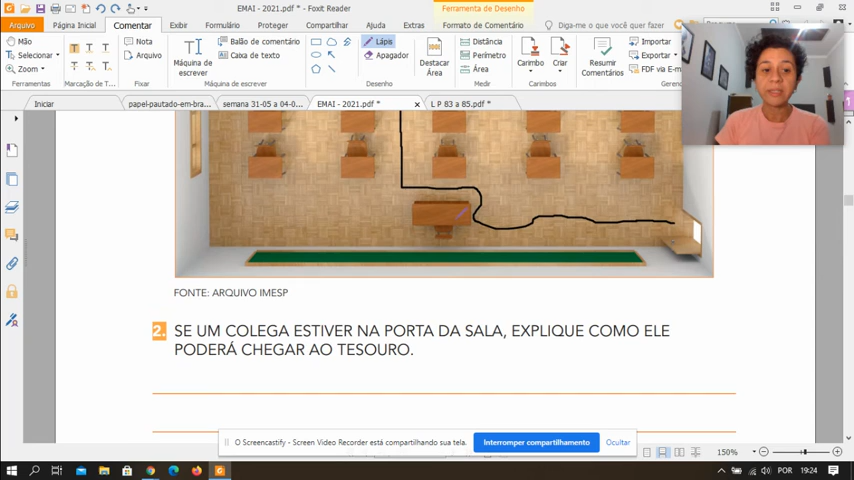 EMAI - 2021.pdf * - Foxit Reader
Ferramenta de Desenho
Arquivo
Página Inicial
Comentar
Exibir
Formulário
Proteger
Compartilhar
Ajuda
Extras
Formato de Comentário
Diga-me o que quer fazer
Mão
Selecionar
Zoom
Ferramentas
Marcação de T...
Nota
Arquivo
Fixar
Máquina de escrever
Balão de comentário
Caixa de texto
Máquina de escrever
Lápis
Apagador
Desenho
Destacar Área
Distância
Perímetro
Área
Medir
Carimbo
Criar
Carimbo
Resumir Comentários
Importar
Exportar
FDF via E-m
Iniciar
papel-pautado-em-bra...
semana 31-05 a 04-0...
EMAI - 2021.pdf *
L P 83 a 85.pdf *
FONTE: ARQUIVO IMESP
2. SE UM COLEGA ESTIVER NA PORTA DA SALA, EXPLIQUE COMO ELE
PODERÁ CHEGAR AO TESOURO.
O Screencastify - Screen Video Recorder está compartilhando sua tela.
Interromper compartilhamento
Ocultar
150%
POR
19:24